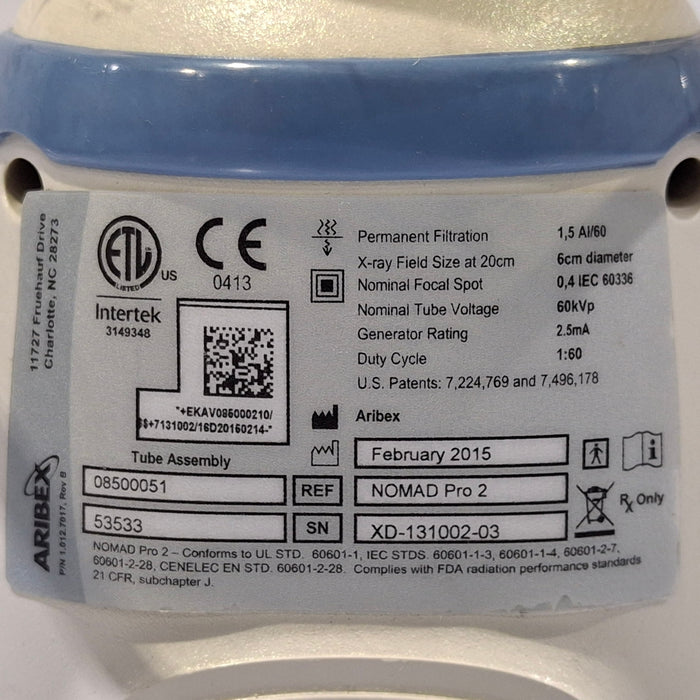 11727 Fruehauf Drive
Charlotte, NC 28273
ETL
LISTED
US
Intertek
3149348
CE
0413
Permanent Filtration 1,5 Al/60
X-ray Field Size at 20cm 6cm diameter
Nominal Focal Spot 0,4 IEC 60336
Nominal Tube Voltage 60kVp
Generator Rating 2.5mA
Duty Cycle 1:60
U.S. Patents: 7,224,769 and 7,496,178
"+EKAV085000210/
$$+7131002/16D20150214-"
Aribex
Tube Assembly
February 2015
08500051 REF NOMAD Pro 2
53533 SN XD-131002-03
Rx Only
ARIBEX
P/N 1.012.7017, Rev B
NOMAD Pro 2 – Conforms to UL STD. 60601-1, IEC STDS. 60601-1-3, 60601-1-4, 60601-2-7,
60601-2-28, CENELEC EN STD. 60601-2-28. Complies with FDA radiation performance standards
21 CFR, subchapter J.